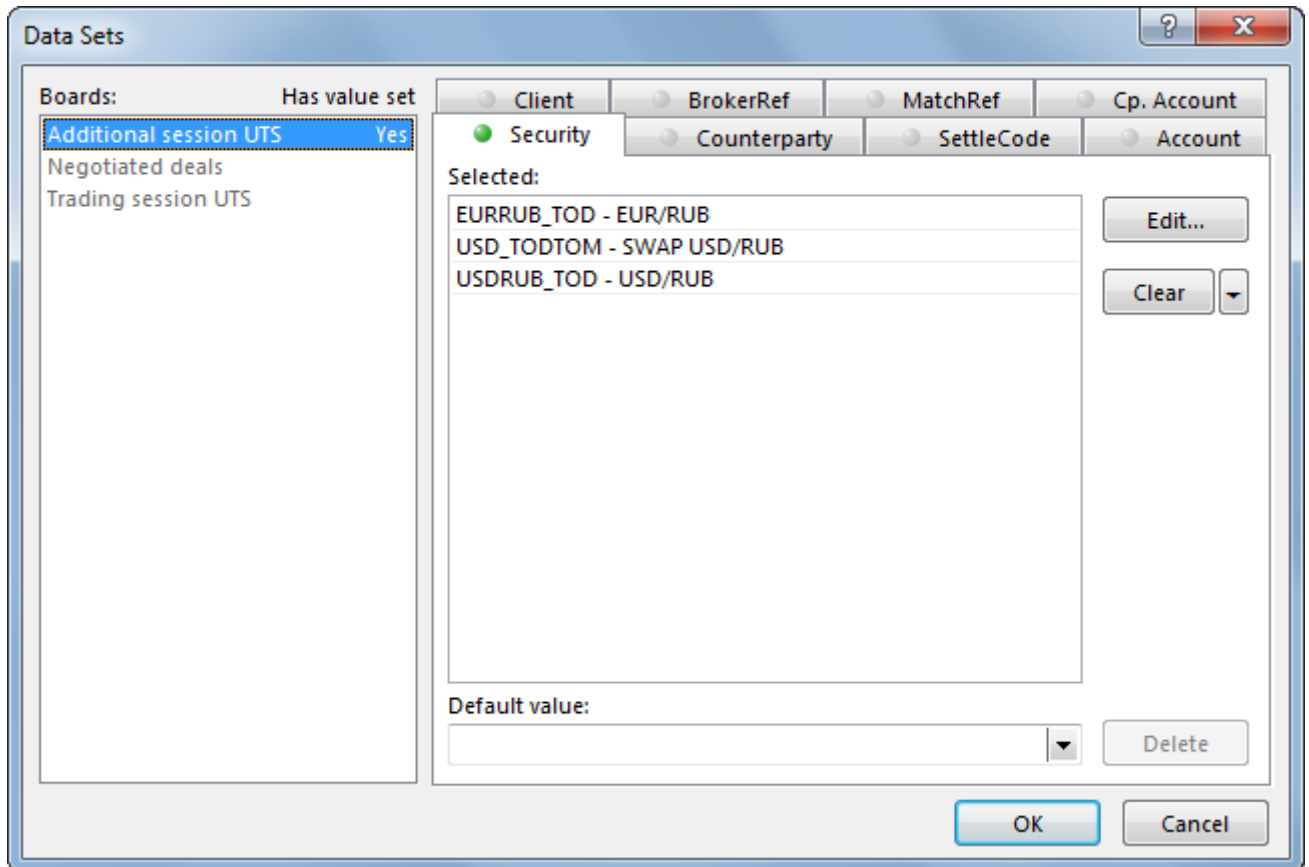 Data Sets
Boards: Has value set
Additional session UTS Yes
Negotiated deals
Trading session UTS
Client BrokerRef MatchRef Cp. Account
Security Counterparty SettleCode Account
Selected:
EURRUB_TOD - EUR/RUB
USD_TODTOM - SWAP USD/RUB
USDRUB_TOD - USD/RUB
Edit...
Clear
Default value:
Delete
OK Cancel